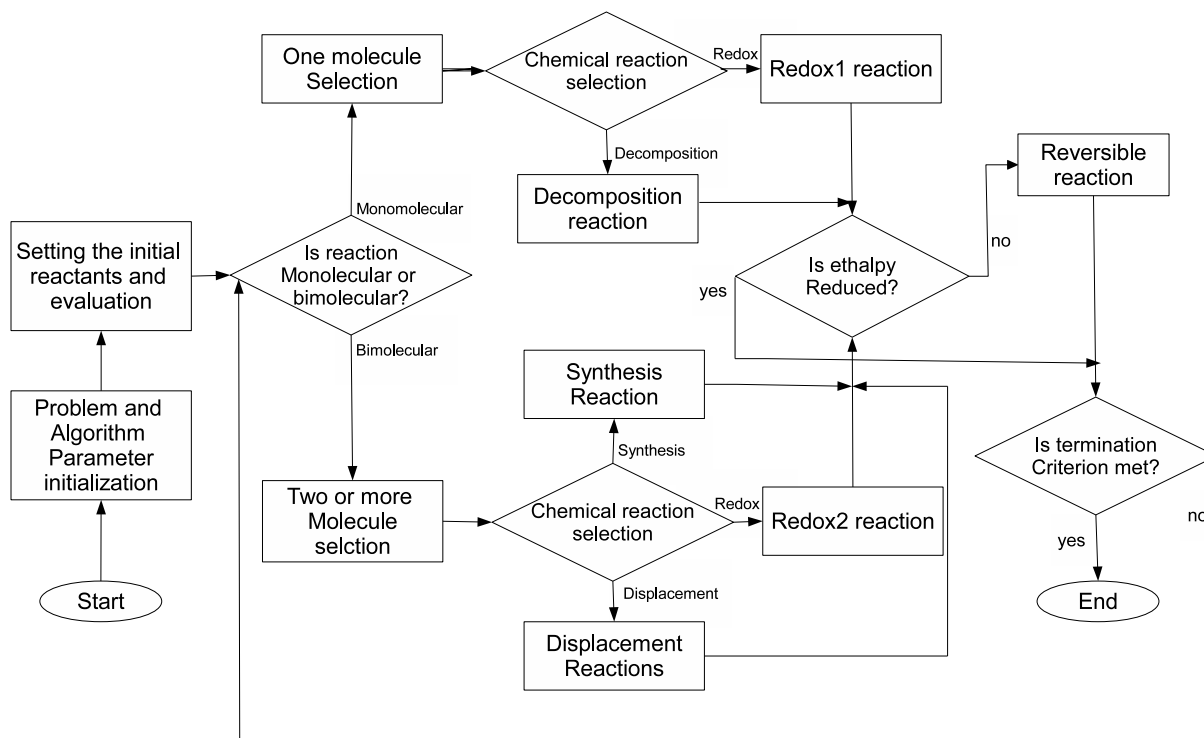 One molecule
Selection
Chemical reaction
selection
Redox
Redox1 reaction
Decomposition
Decomposition
reaction
Reversible
reaction
Monomolecular
Setting the initial
reactants and
evaluation
Is reaction
Monolecular or
bimolecular?
Is ethalpy
Reduced?
no
yes
Bimolecular
Synthesis
Reaction
Problem and
Algorithm
Parameter
initialization
Synthesis
Is termination
Criterion met?
Two or more
Molecule
selction
Chemical reaction
selection
Redox
Redox2 reaction
no
yes
Displacement
Start
End
Displacement
Reactions